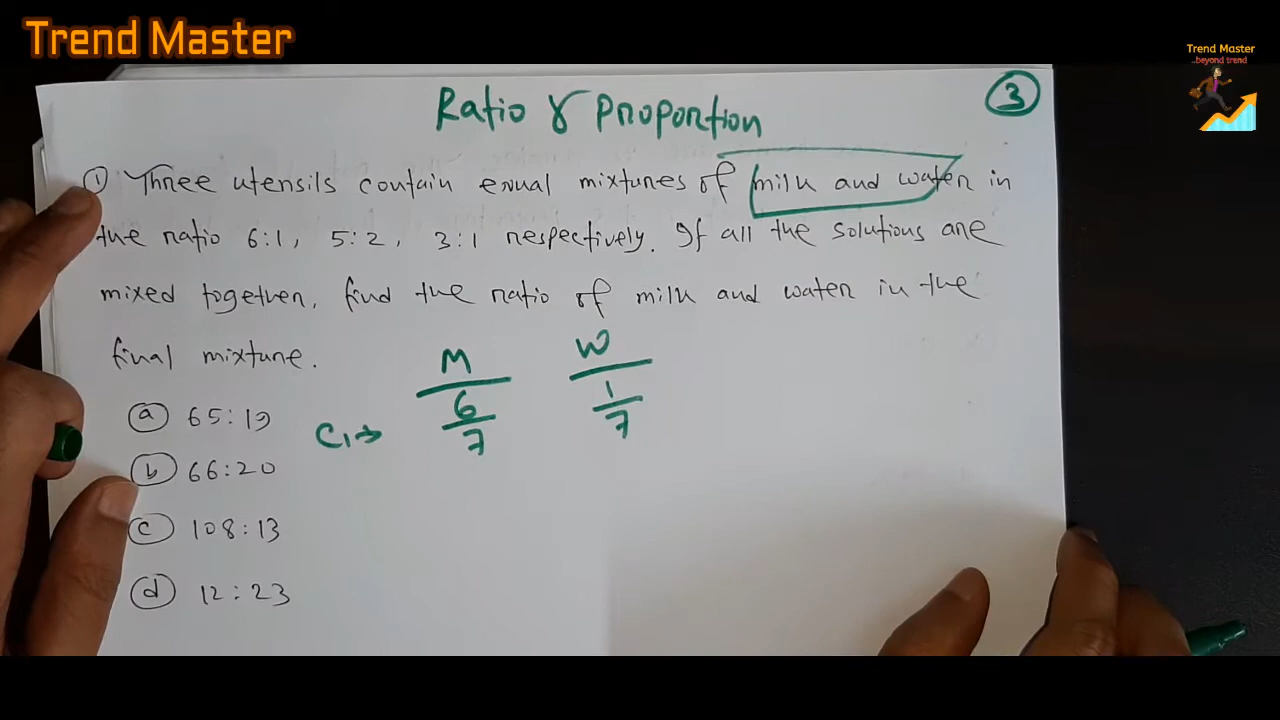 Trend Master
Trend Master
..beyond trend
Ratio & Proportion
3
1 Three utensils contain equal mixtures of milk and water in
the ratio 6:1, 5:2, 3:1 respectively. If all the solutions are
mixed together, find the ratio of milk and water in the
final mixture.
M W
a 65:19
C1→ 6/7 1/7
b 66:20
c 108:13
d 12:23